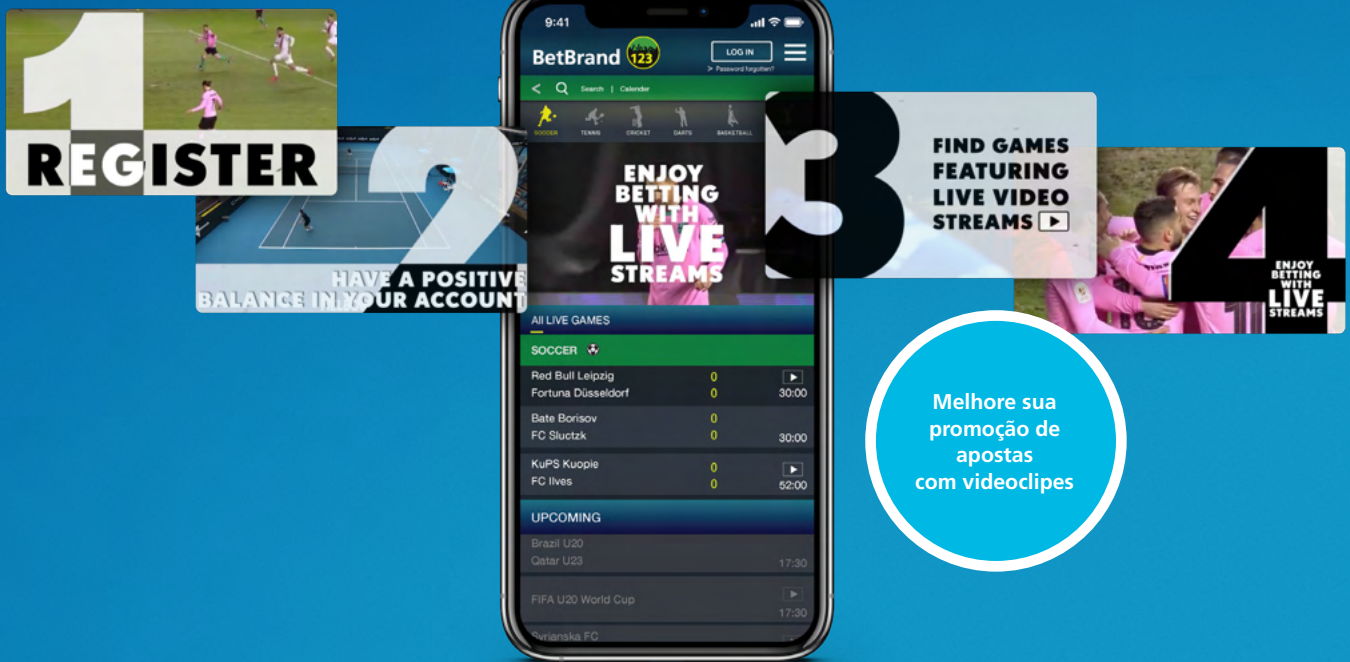 1
REGISTER
2
HAVE A POSITIVE
BALANCE IN YOUR ACCOUNT
9:41
BetBrand 123
LOG IN
> Password forgotten?
< Search | Calender
SOCCER TENNIS CRICKET DARTS BASKETBALL
ENJOY
BETTING
WITH
LIVE
STREAMS
All LIVE GAMES
SOCCER
Red Bull Leipzig 0
Fortuna Düsseldorf 0 30:00
Bate Borisov 0
FC Sluctzk 0 30:00
KuPS Kuopie 0
FC Ilves 0 52:00
UPCOMING
Brazil U20
Qatar U23 17:30
FIFA U20 World Cup
17:30
Syrianska FC
3
FIND GAMES
FEATURING
LIVE VIDEO
STREAMS
4
ENJOY
BETTING
WITH
LIVE
STREAMS
Melhore sua
promoção de
apostas
com videoclipes